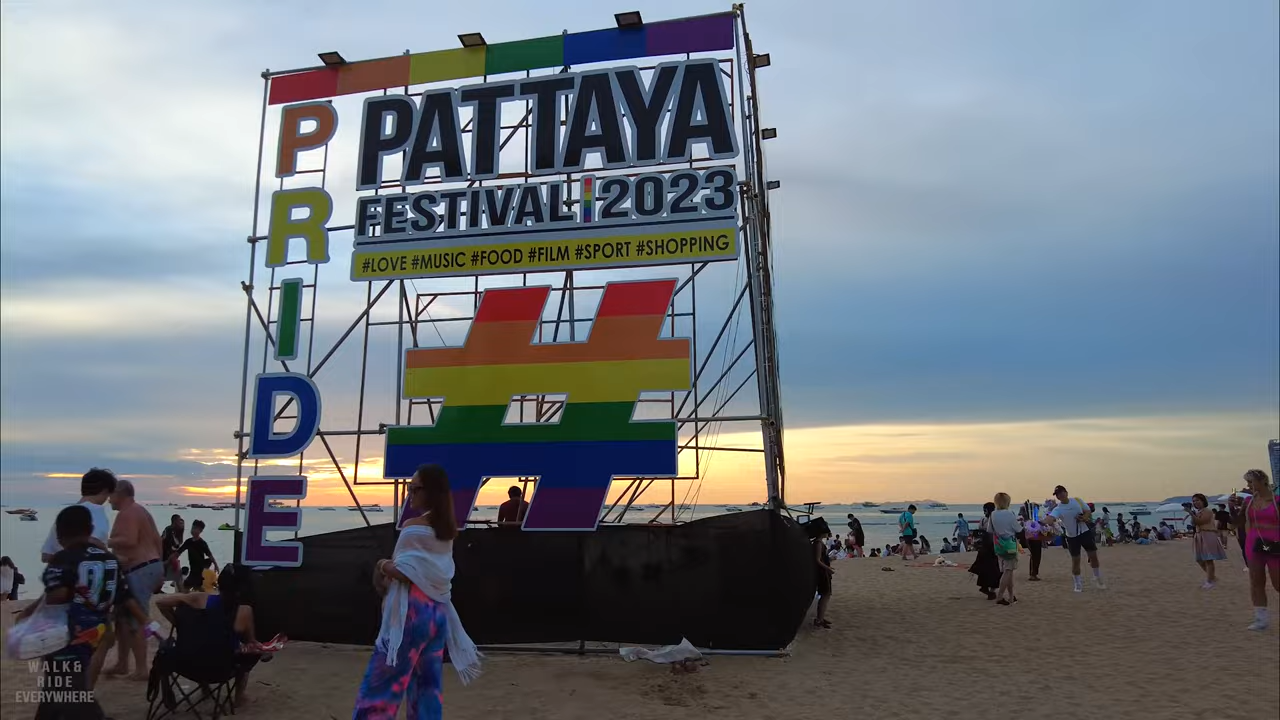 PRIDE
PATTAYA
FESTIVAL 2023
#LOVE #MUSIC #FOOD #FILM #SPORT #SHOPPING
#
WALK&
RIDE
EVERYWHERE